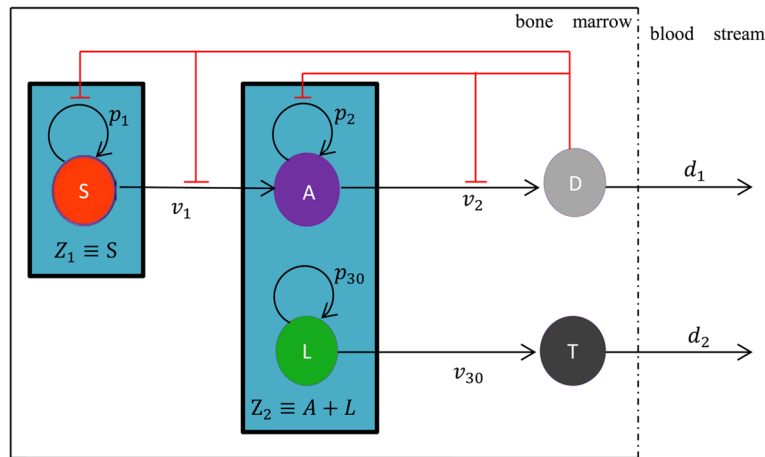 bone marrow
blood stream
p₁
p₂
S
v₁
A
v₂
D
d₁
Z₁ ≡ S
p₃₀
L
v₃₀
T
d₂
Z₂ ≡ A + L